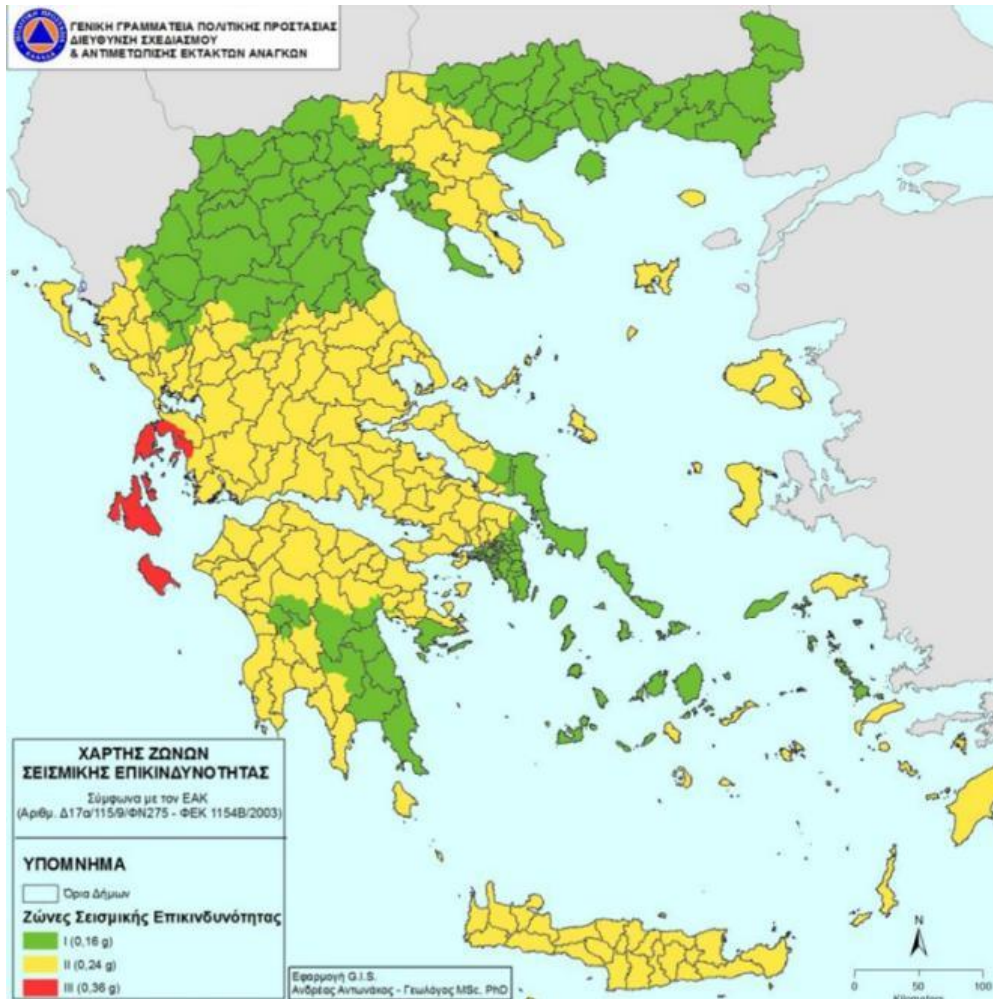 ΓΕΝΙΚΗ ΓΡΑΜΜΑΤΕΙΑ ΠΟΛΙΤΙΚΗΣ ΠΡΟΣΤΑΣΙΑΣ
ΔΙΕΥΘΥΝΣΗ ΣΧΕΔΙΑΣΜΟΥ
& ΑΝΤΙΜΕΤΩΠΙΣΗΣ ΕΚΤΑΚΤΩΝ ΑΝΑΓΚΩΝ
ΧΑΡΤΗΣ ΖΩΝΩΝ
ΣΕΙΣΜΙΚΗΣ ΕΠΙΚΙΝΔΥΝΟΤΗΤΑΣ
Σύμφωνα με τον ΕΑΚ
(Αριθμ. Δ17α/115/9/ΦΝ275 - ΦΕΚ 1154Β/2003)
ΥΠΟΜΝΗΜΑ
Όρια Δήμων
Ζώνες Σεισμικής Επικινδυνότητας
I (0,16 g)
II (0,24 g)
III (0,36 g)
Εφαρμογή G.I.S.
Ανδρέας Αντωνάκος - Γεωλόγος MSc. PhD
N
0 50 100
Kilometers